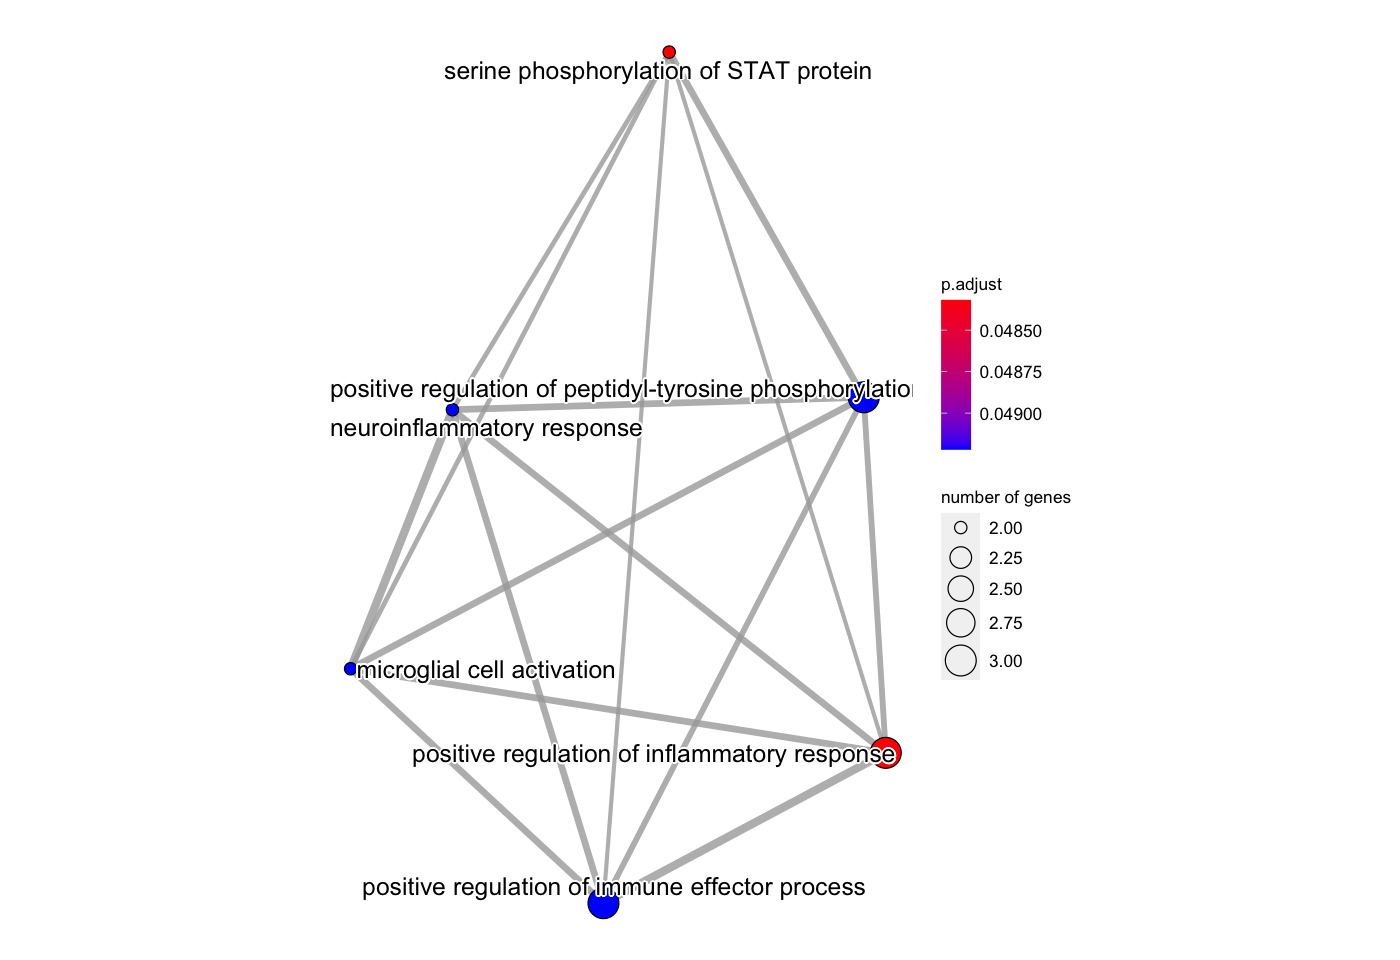 serine phosphorylation of STAT protein
positive regulation of peptidyl-tyrosine phosphorylation
neuroinflammatory response
microglial cell activation
positive regulation of inflammatory response
positive regulation of immune effector process
p.adjust
0.04850
0.04875
0.04900
number of genes
2.00
2.25
2.50
2.75
3.00